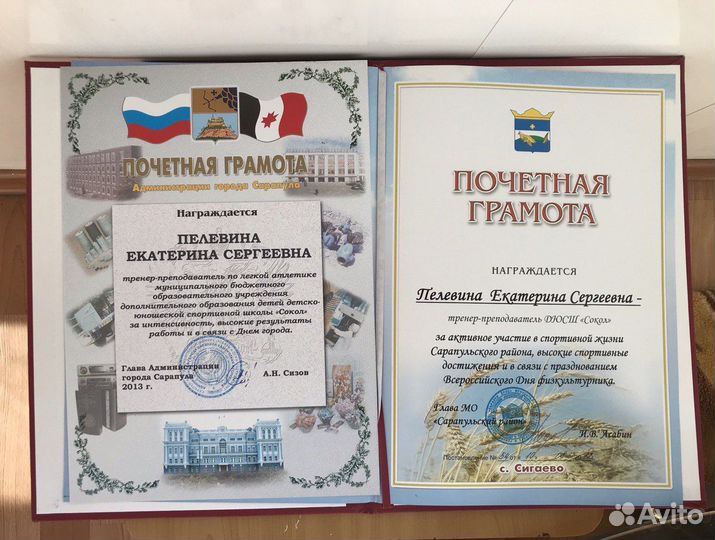 ПОЧЕТНАЯ ГРАМОТА
Администрации города Сарапула
Награждается
ПЕЛЕВИНА
ЕКАТЕРИНА СЕРГЕЕВНА
тренер-преподаватель по легкой атлетике
муниципального бюджетного
образовательного учреждения
дополнительного образования детей детско-
юношеской спортивной школы «Сокол»
за интенсивность, высокие результаты
работы и в связи с Днем города.
Глава Администрации
города Сарапула
А.Н. Сизов
2013 г.
ПОЧЕТНАЯ
ГРАМОТА
НАГРАЖДАЕТСЯ
Пелевина Екатерина Сергеевна -
тренер-преподаватель ДЮСШ «Сокол»
за активное участие в спортивной жизни
Сарапульского района, высокие спортивные
достижения и в связи с празднованием
Всероссийского Дня физкультурника.
Глава МО
«Сарапульский район»
И.В. Асабин
Постановление №
с. Сигаево
Avito